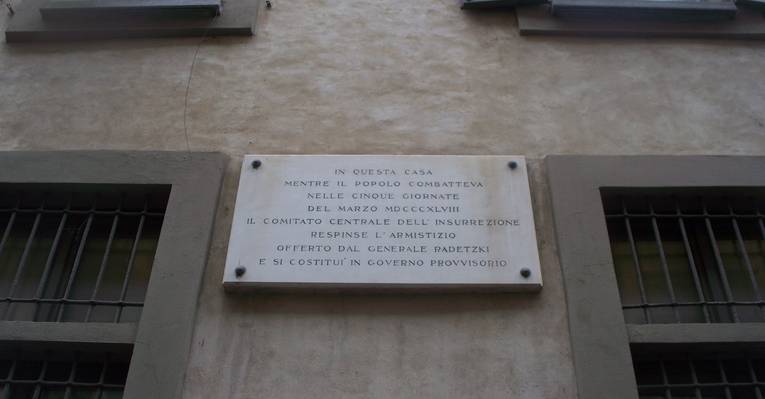 IN QUESTA CASA
MENTRE IL POPOLO COMBATTEVA
NELLE CINQUE GIORNATE
DEL MARZO MDCCCXLVIII
IL COMITATO CENTRALE DELL'INSURREZIONE
RESPINSE L'ARMISTIZIO
OFFERTO DAL GENERALE RADETZKI
E SI COSTITUI' IN GOVERNO PROVVISORIO